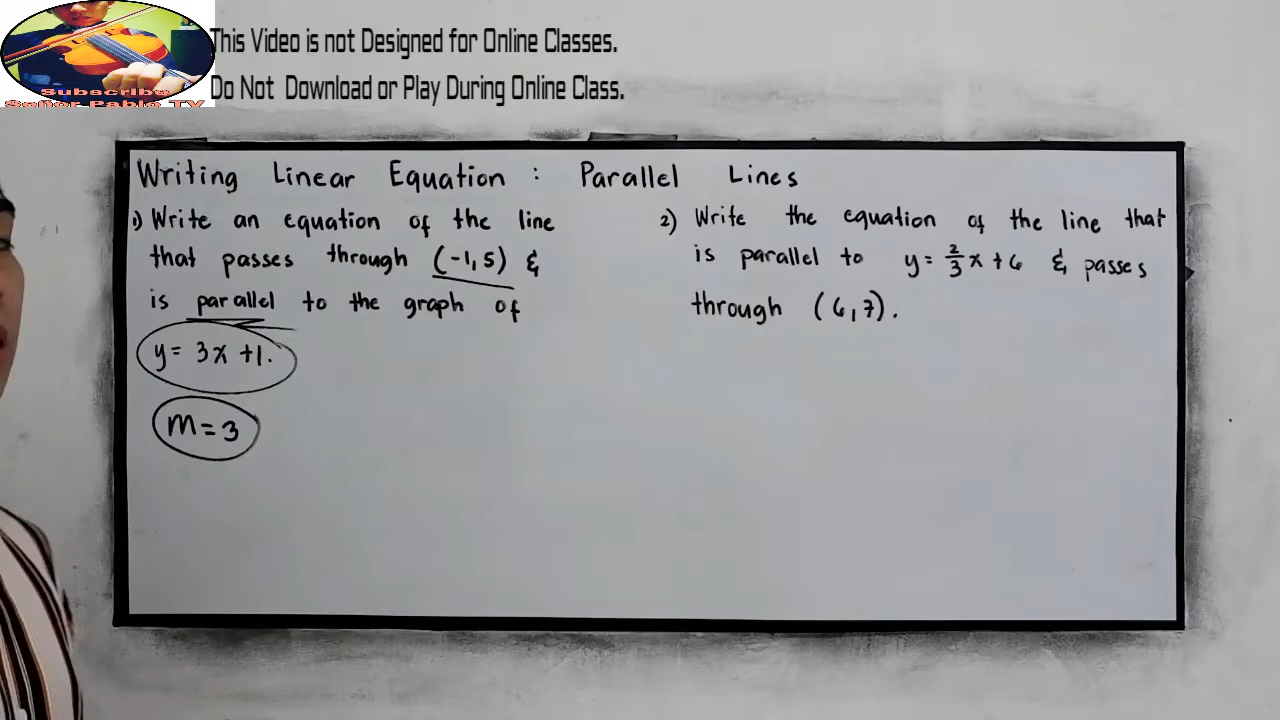 This Video is not Designed for Online Classes.
Do Not Download or Play During Online Class.
Subscribe
Señor Pablo TV
Writing Linear Equation : Parallel Lines
1) Write an equation of the line
that passes through (-1,5) &
is parallel to the graph of
y= 3x +1.
m=3
2) Write the equation of the line that
is parallel to y= 2/3 x + 6 & passes
through (6,7).